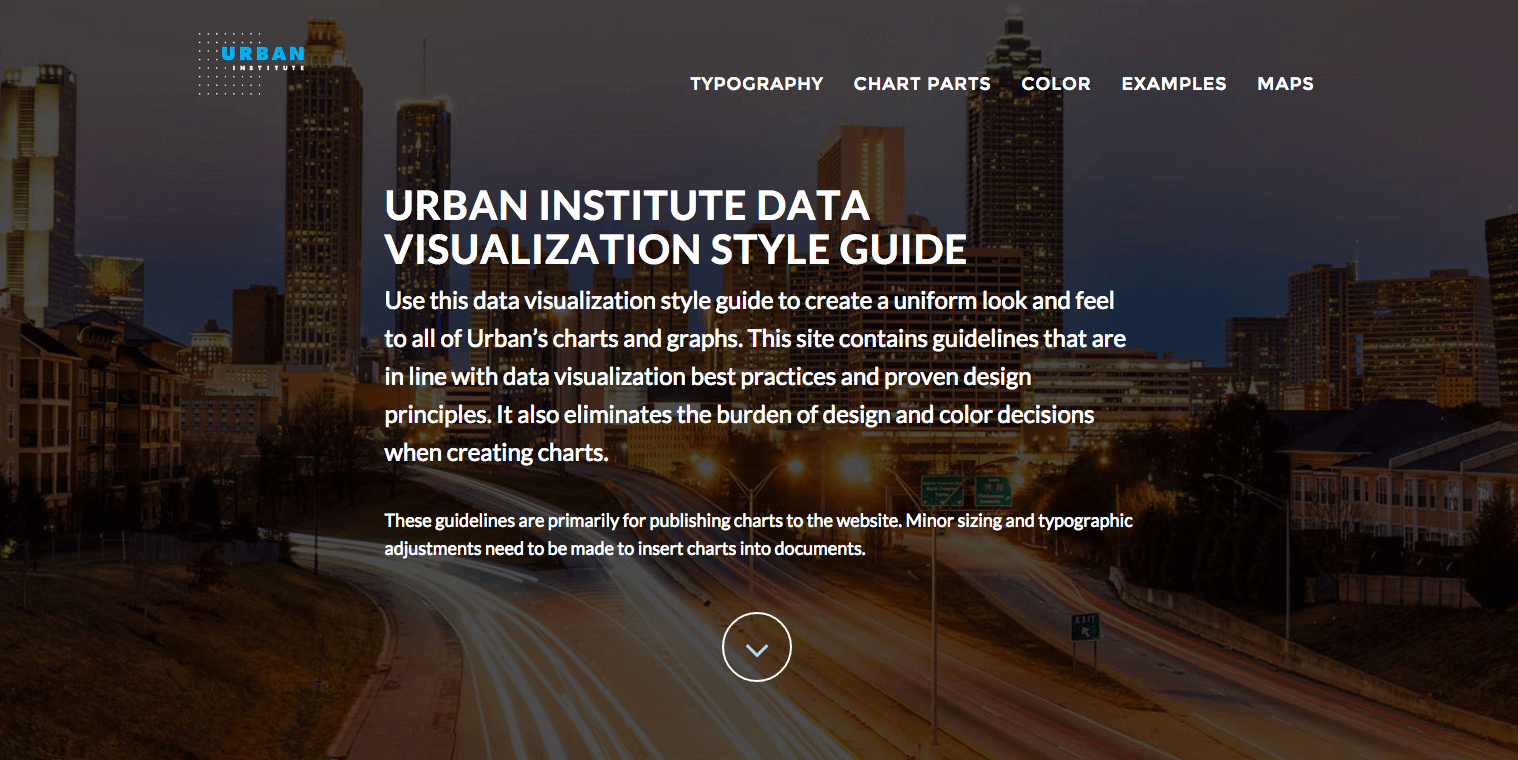 URBAN
INSTITUTE
TYPOGRAPHY CHART PARTS COLOR EXAMPLES MAPS
URBAN INSTITUTE DATA
VISUALIZATION STYLE GUIDE
Use this data visualization style guide to create a uniform look and feel
to all of Urban’s charts and graphs. This site contains guidelines that are
in line with data visualization best practices and proven design
principles. It also eliminates the burden of design and color decisions
when creating charts.
These guidelines are primarily for publishing charts to the website. Minor sizing and typographic
adjustments need to be made to insert charts into documents.
EXIT